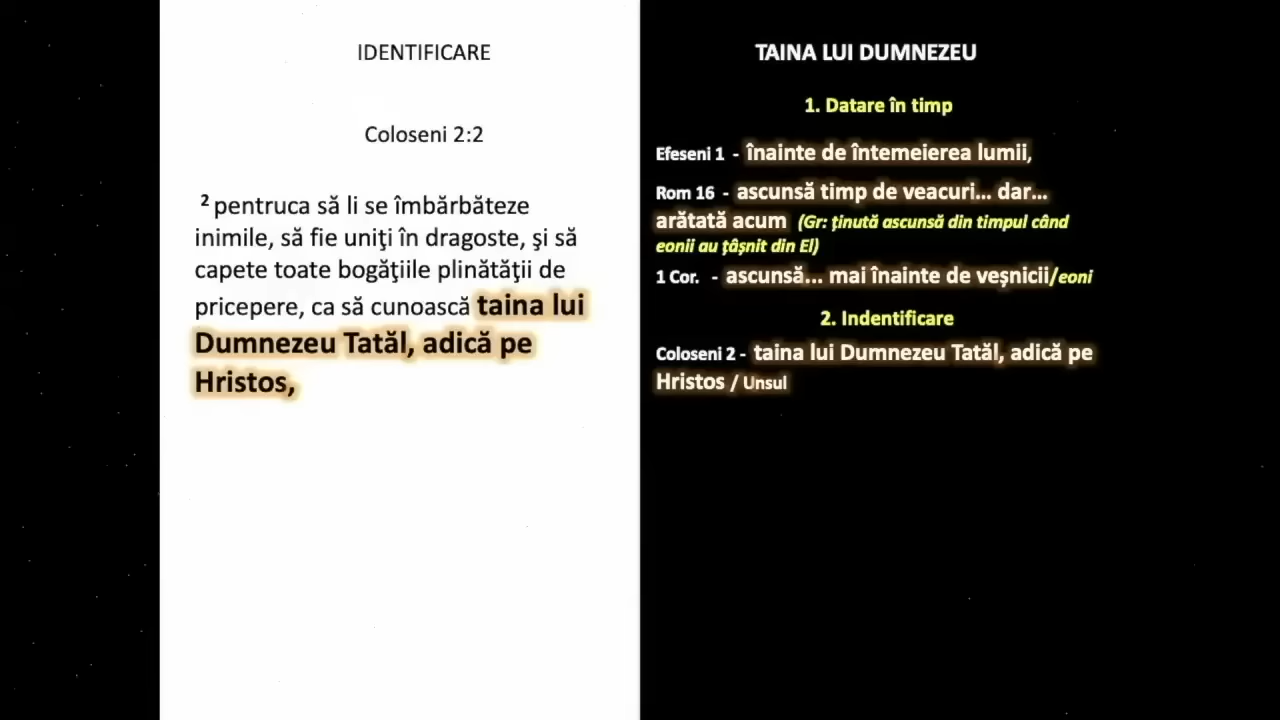 IDENTIFICARE
Coloseni 2:2
2 pentruca să li se îmbărbăteze
inimile, să fie uniţi în dragoste, şi să
capete toate bogăţiile plinătăţii de
pricepere, ca să cunoască taina lui
Dumnezeu Tatăl, adică pe
Hristos,
TAINA LUI DUMNEZEU
1. Datare în timp
Efeseni 1 - înainte de întemeierea lumii,
Rom 16 - ascunsă timp de veacuri... dar...
arătată acum (Gr: ţinută ascunsă din timpul când
eonii au ţâşnit din El)
1 Cor. - ascunsă... mai înainte de veșnicii/eoni
2. Indentificare
Coloseni 2 - taina lui Dumnezeu Tatăl, adică pe
Hristos / Unsul